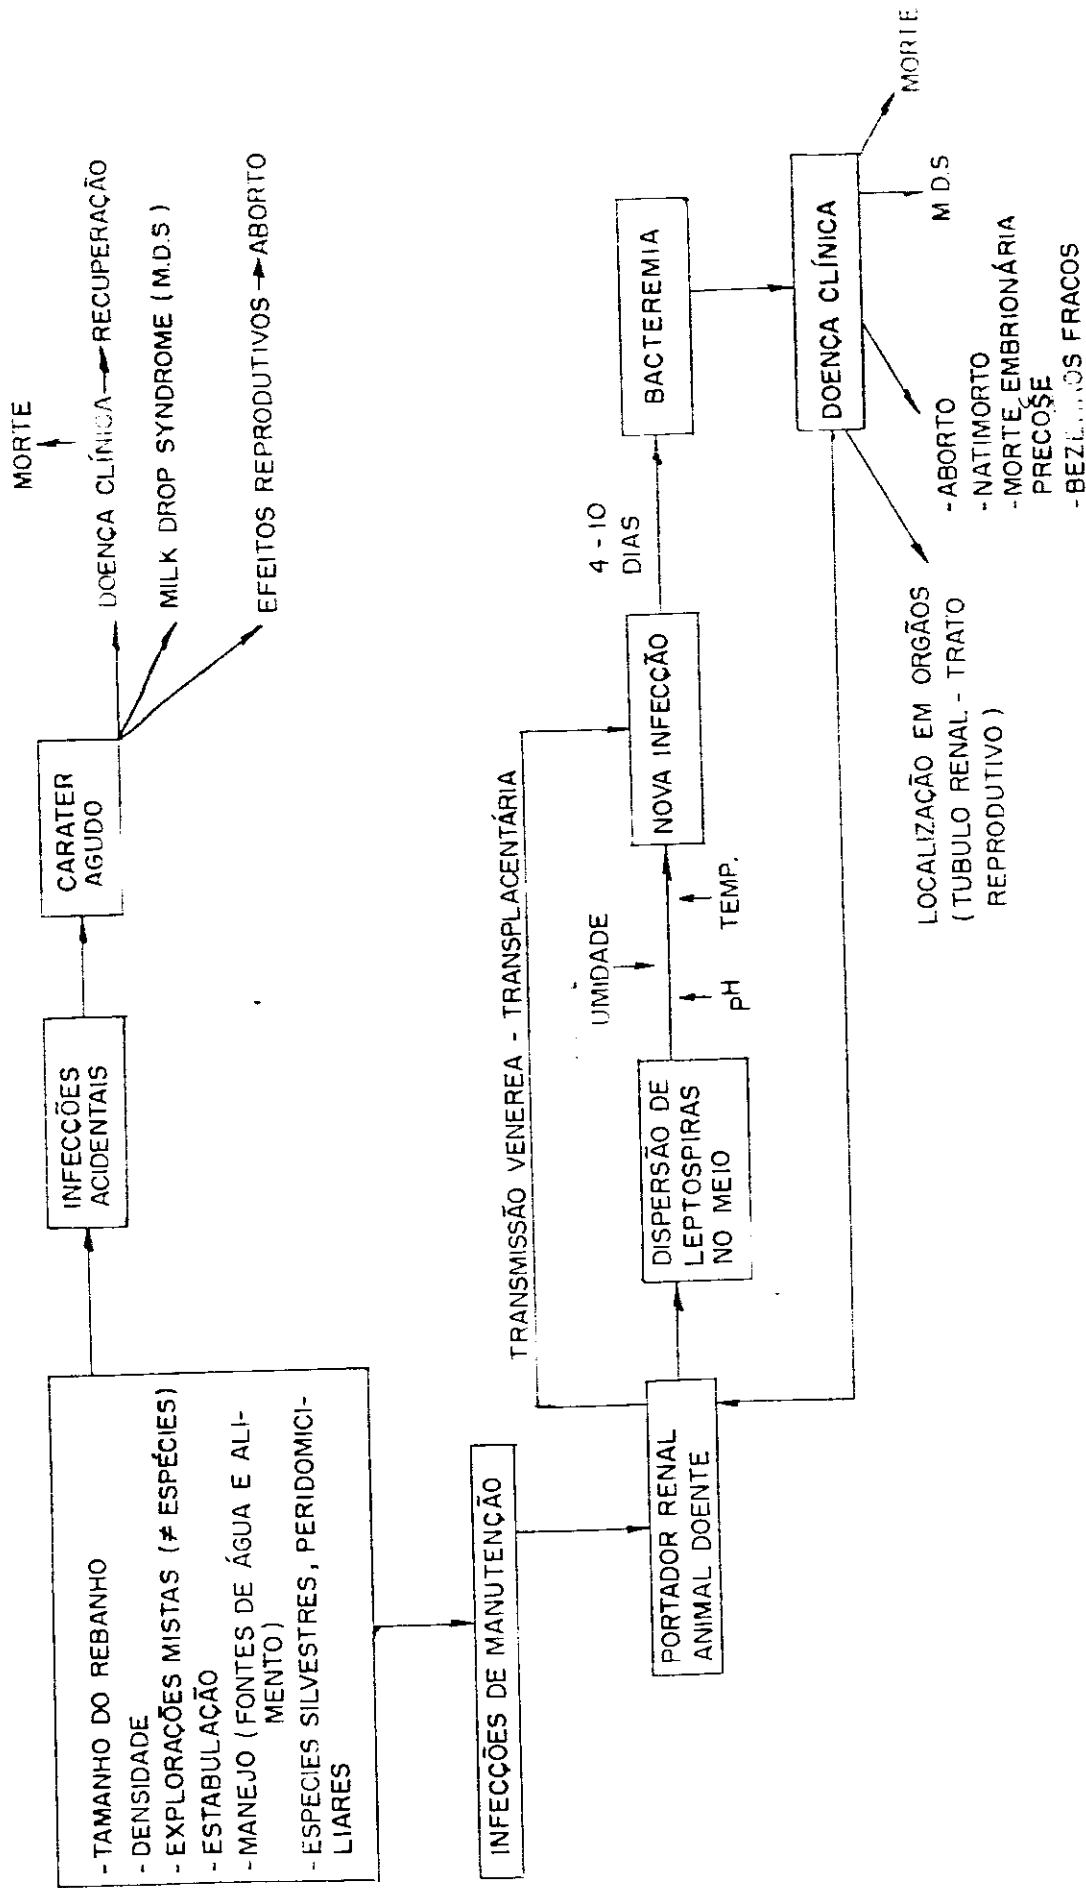 - TAMANHO DO REBANHO
- DENSIDADE
- EXPLORAÇÕES MISTAS (≠ ESPÉCIES)
- ESTABULAÇÃO
- MANEJO (FONTES DE ÁGUA E ALI-
MENTO)
- ESPECIES SILVESTRES, PERIDOMICI-
LIARES
INFECÇÕES
ACIDENTAIS
CARATER
AGUDO
MORTE
DOENÇA CLÍNICA → RECUPERAÇÃO
MILK DROP SYNDROME (M.D.S)
EFEITOS REPRODUTIVOS → ABORTO
INFECÇÕES DE MANUTENÇÃO
PORTADOR RENAL
ANIMAL DOENTE
TRANSMISSÃO VENEREA - TRANSPLACENTÁRIA
DISPERSÃO DE
LEPTOSPIRAS
NO MEIO
UMIDADE
pH
TEMP.
NOVA INFECÇÃO
4 - 10
DIAS
BACTEREMIA
DOENÇA CLÍNICA
MORTE
M D.S
- ABORTO
- NATIMORTO
- MORTE EMBRIONÁRIA
PRECOSE
- FRACOS
LOCALIZAÇÃO EM ORGÃOS
(TUBULO RENAL - TRATO
REPRODUTIVO)